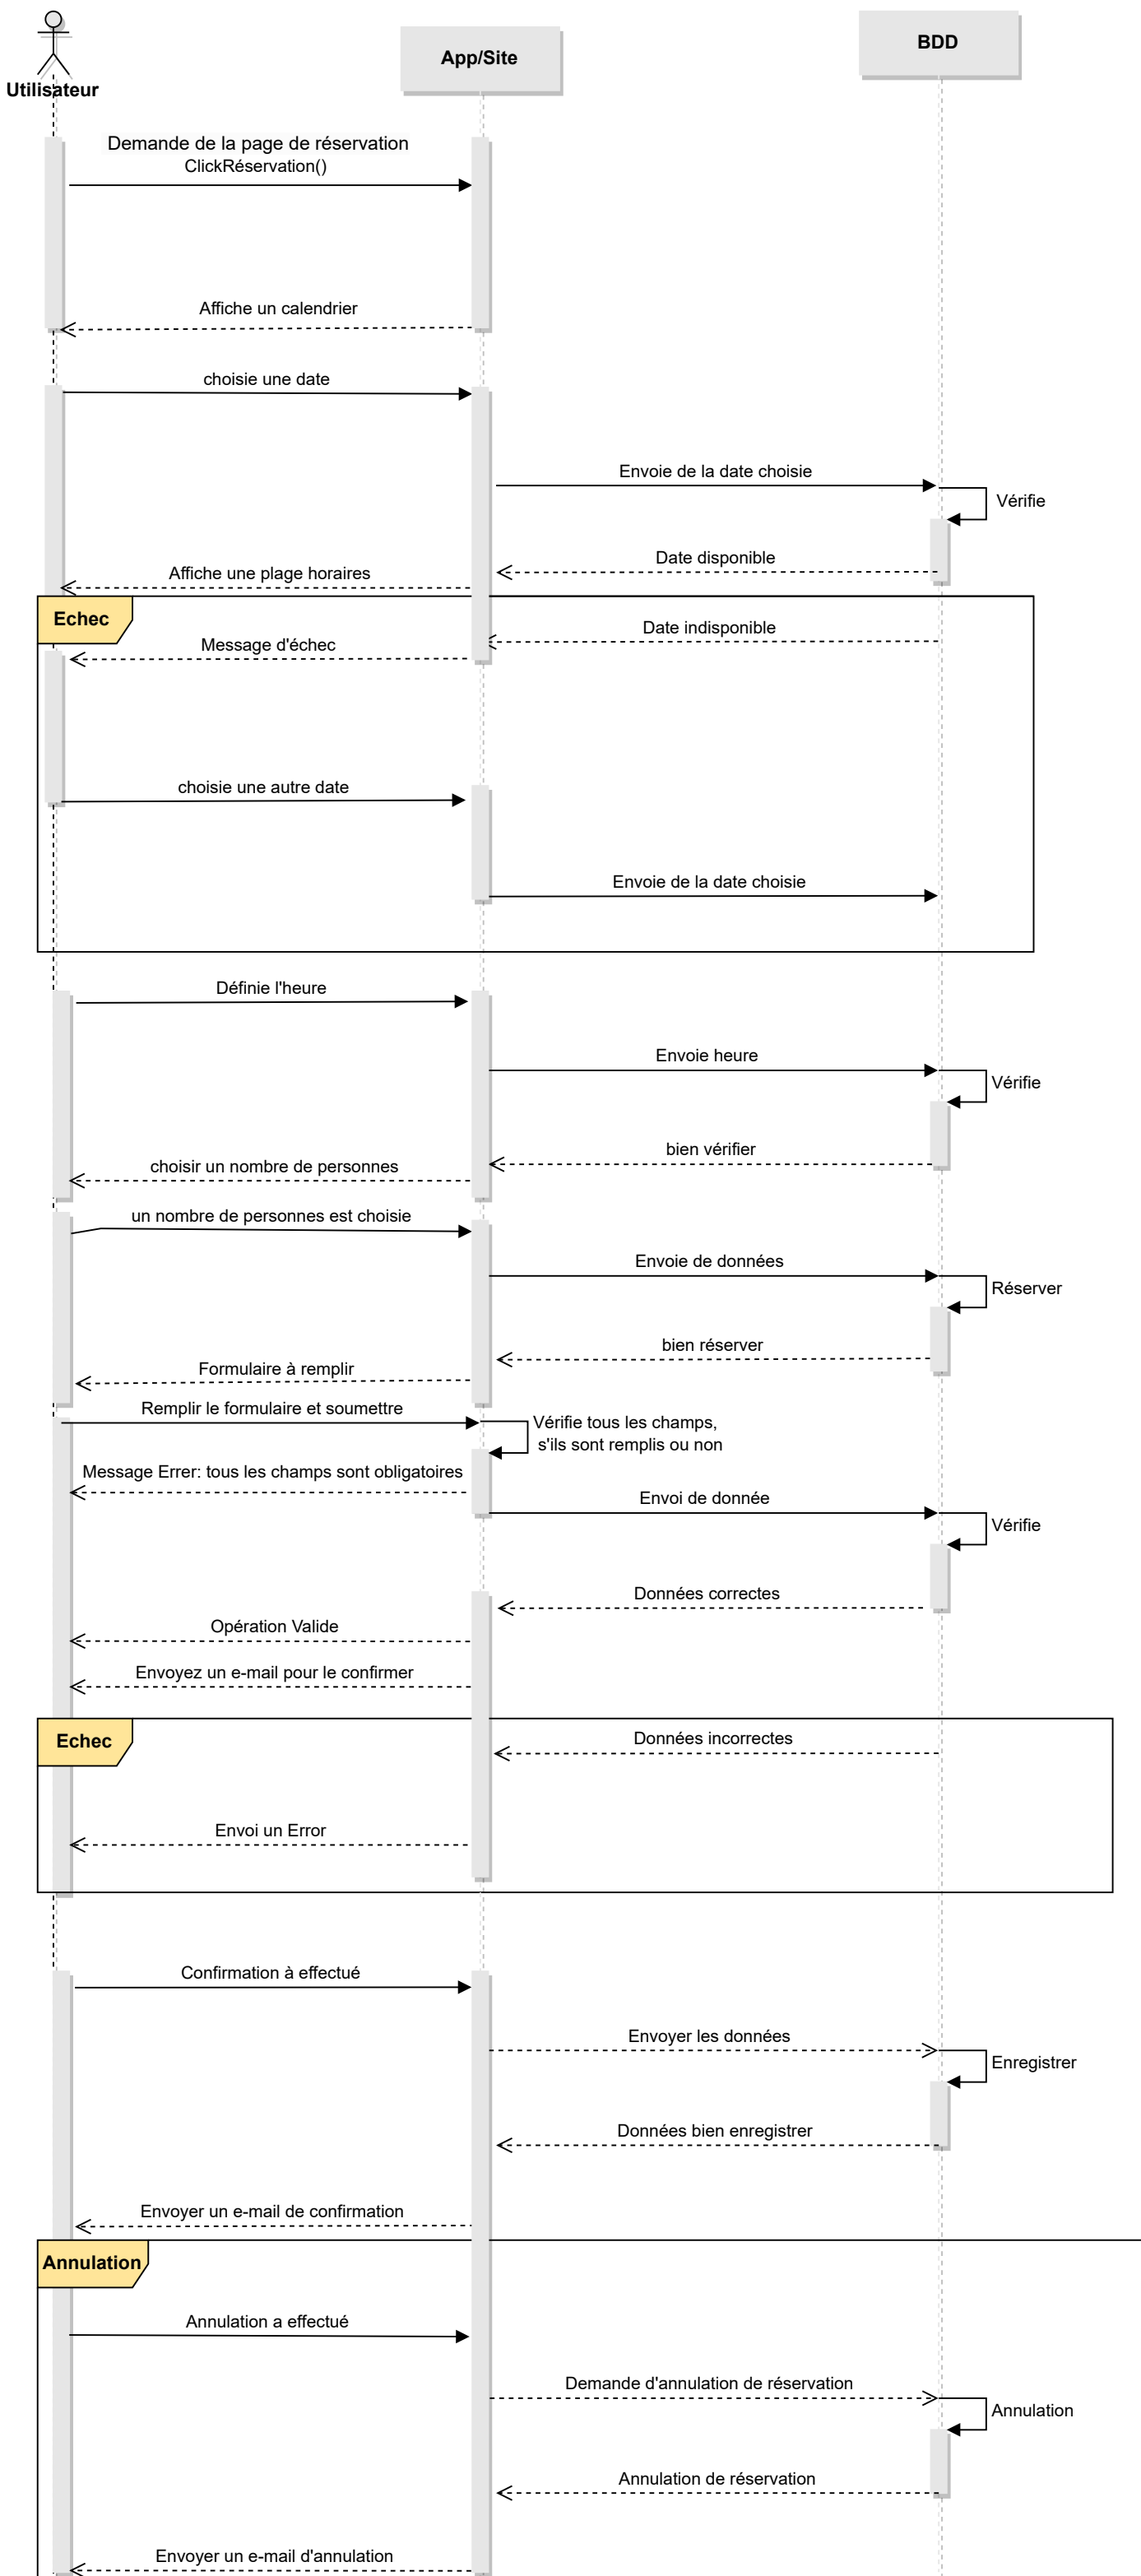 BDD
App/Site
Utilisateur
Demande de la page de réservation
ClickRéservation()
Affiche un calendrier
choisie une date
Envoie de la date choisie
Vérifie
Date disponible
Affiche une plage horaires
Echec
Date indisponible
Message d'échec
choisie une autre date
Envoie de la date choisie
Définie l'heure
Envoie heure
Vérifie
bien vérifier
choisir un nombre de personnes
un nombre de personnes est choisie
Envoie de données
Réserver
bien réserver
Formulaire à remplir
Remplir le formulaire et soumettre
Vérifie tous les champs,
s'ils sont remplis ou non
Message Errer: tous les champs sont obligatoires
Envoi de donnée
Vérifie
Données correctes
Opération Valide
Envoyez un e-mail pour le confirmer
Echec
Données incorrectes
Envoi un Error
Confirmation à effectué
Envoyer les données
Enregistrer
Données bien enregistrer
Envoyer un e-mail de confirmation
Annulation
Annulation a effectué
Demande d'annulation de réservation
Annulation
Annulation de réservation
Envoyer un e-mail d'annulation